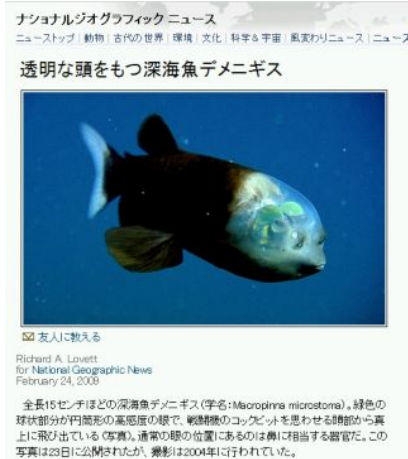 ナショナルジオグラフィック ニュース
ニューストップ | 動物 | 古代の世界 | 環境 | 文化 | 科学&宇宙 | 風変わりニュース | ニュース
透明な頭をもつ深海魚デメニギス
友人に教える
Richard A. Lovett
for National Geographic News
February 24, 2009
全長15センチほどの深海魚デメニギス(学名:Macropinna microstoma)。緑色の
球状部分が円筒形の高感度の眼で、戦闘機のコックピットを思わせる頭部から真
上に飛び出ている(写真)。通常の眼の位置にあるのは鼻に相当する器官だ。この
写真は23日に公開されたが、撮影は2004年に行われていた。